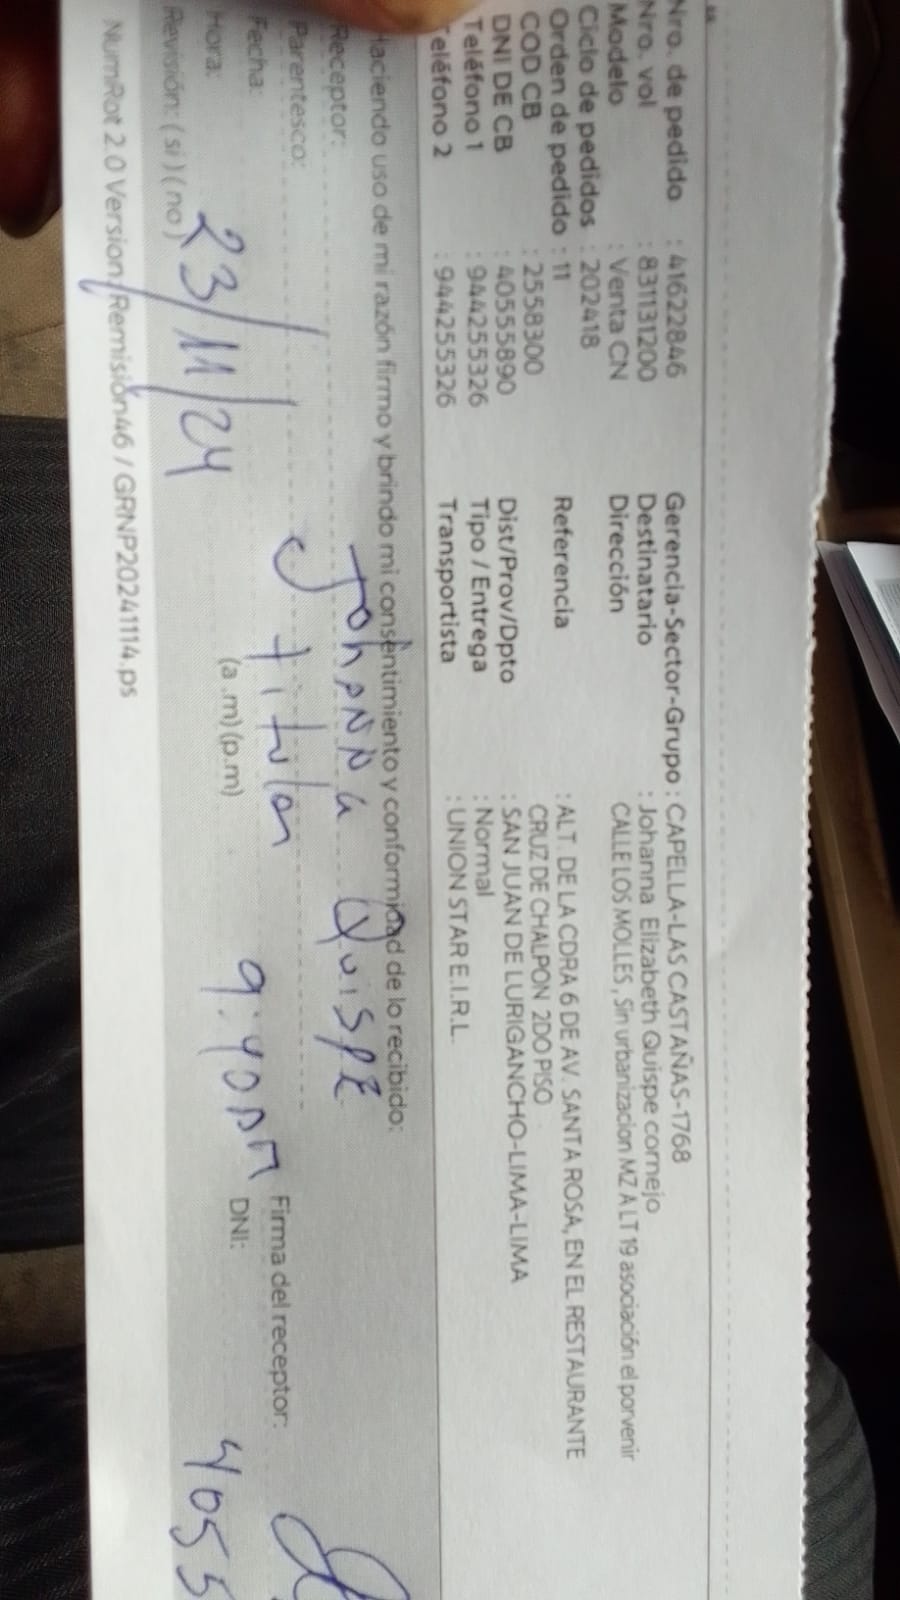 Nro. de pedido : 41622846 Gerencia-Sector-Grupo : CAPELLA-LAS CASTAÑAS-1768
Nro. vol : 831131200 Destinatario : Johanna Elizabeth Quispe cornejo
Modelo : Venta CN Dirección CALLE LOS MOLLES , Sin urbanizacion MZ A LT 19 asociación el porvenir
Ciclo de pedidos : 202418
Orden de pedido : 11 Referencia : ALT. DE LA CDRA 6 DE AV. SANTA ROSA, EN EL RESTAURANTE
COD CB : 2558300 CRUZ DE CHALPON 2DO PISO
DNI DE CB : 40555890 Dist/Prov/Dpto : SAN JUAN DE LURIGANCHO-LIMA-LIMA
Teléfono 1 : 944255326 Tipo / Entrega : Normal
Teléfono 2 : 944255326 Transportista : UNION STAR E.I.R.L.
Haciendo uso de mi razón firmo y brindo mi consentimiento y conformidad de lo recibido:
Receptor: Johanna Quispe
Parentesco: titular
Fecha: 23/11/24 Firma del receptor:
Hora: (a .m) (p.m) 9:40 DNI: 4055
Revisión: ( si ) ( no )
NumRot 2.0 Version: Remisión46 / GRNP20241114.ps